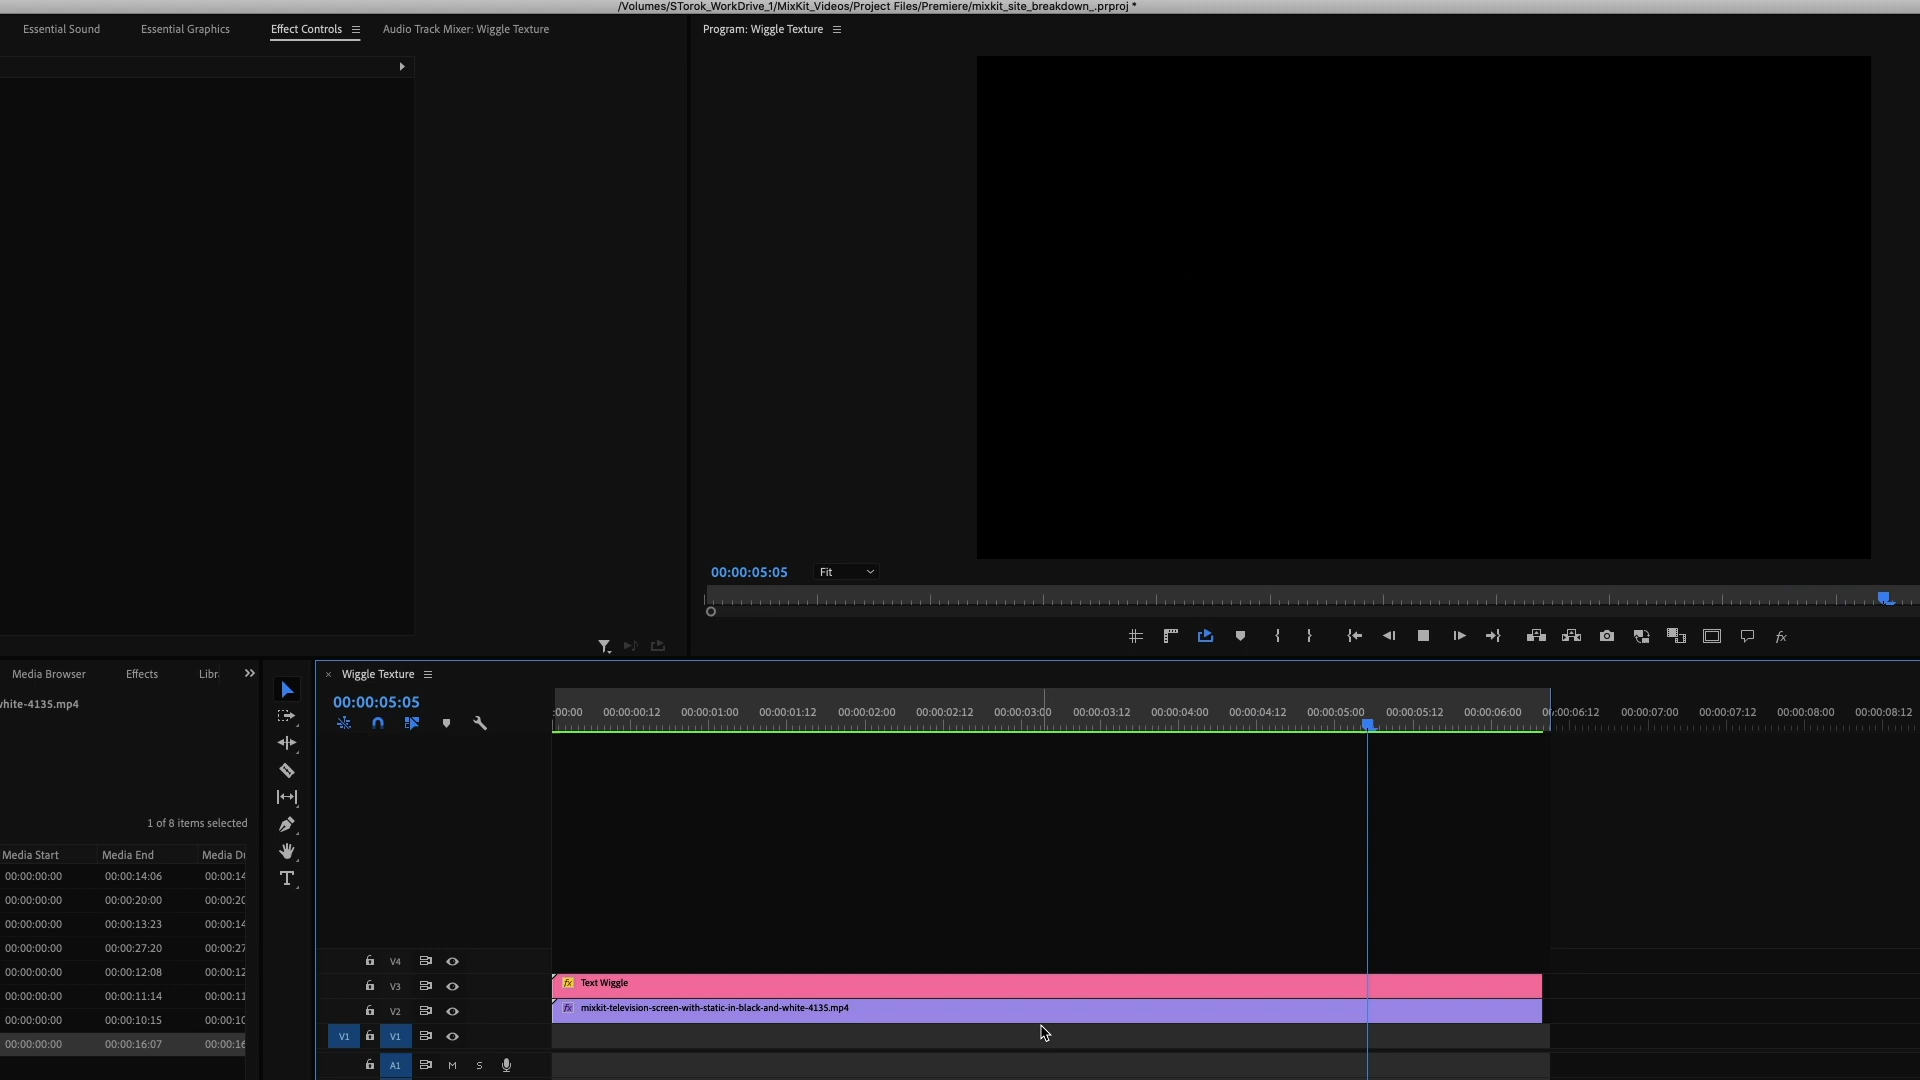 /Volumes/STorok_WorkDrive_1/MixKit_Videos/Project Files/Premiere/mixkit_site_breakdown_.prproj *
Essential Sound
Essential Graphics
Effect Controls
Audio Track Mixer: Wiggle Texture
Program: Wiggle Texture
00:00:05:05
Fit
Media Browser
Effects
Libr
hite-4135.mp4
1 of 8 items selected
Media Start Media End Media D
00:00:00:00 00:00:14:06 00:00:14
00:00:00:00 00:00:20:00 00:00:20
00:00:00:00 00:00:13:23 00:00:14
00:00:00:00 00:00:27:20 00:00:27
00:00:00:00 00:00:12:08 00:00:12
00:00:00:00 00:00:11:14 00:00:11
00:00:00:00 00:00:10:15 00:00:10
00:00:00:00 00:00:16:07 00:00:16
× Wiggle Texture
00:00:05:05
:00:00 00:00:00:12 00:00:01:00 00:00:01:12 00:00:02:00 00:00:02:12 00:00:03:00 00:00:03:12 00:00:04:00 00:00:04:12 00:00:05:00 00:00:05:12 00:00:06:00 00:00:06:12 00:00:07:00 00:00:07:12 00:00:08:00 00:00:08:12
V4
V3 fx Text Wiggle
V2 fx mixkit-television-screen-with-static-in-black-and-white-4135.mp4
V1 V1
A1 M S